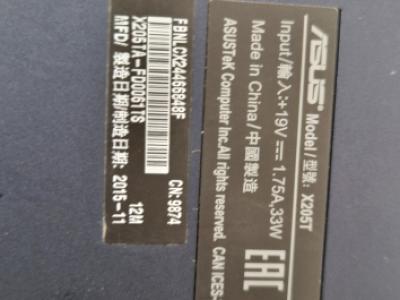 FBNLCX24466848F
X205TA-FD0061TS
CN:9874
MFD/ 製造日期/制造日期: 2015-11
12M
ASUS Model/型號: X205T
Input/輸入:+19V⎓1.75A,33W
Made in China/中國製造
ASUSTeK Computer Inc.All rights reserved. CAN ICES-
EAC